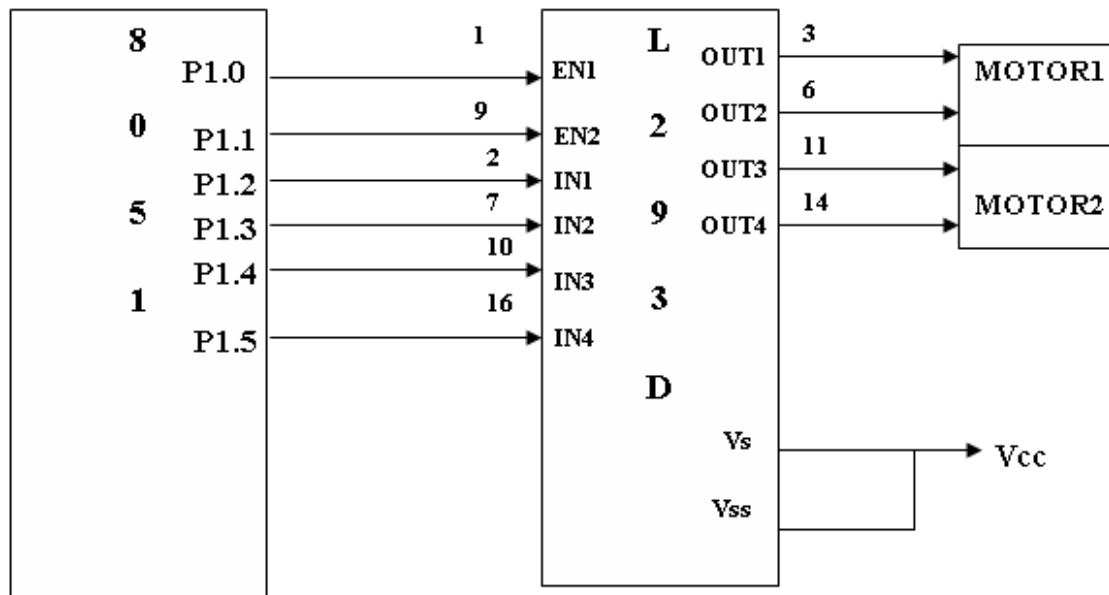 8
0
5
1
P1.0
P1.1
P1.2
P1.3
P1.4
P1.5
1
9
2
7
10
16
L
2
9
3
D
EN1
EN2
IN1
IN2
IN3
IN4
OUT1
OUT2
OUT3
OUT4
Vs
Vss
3
6
11
14
MOTOR1
MOTOR2
Vcc